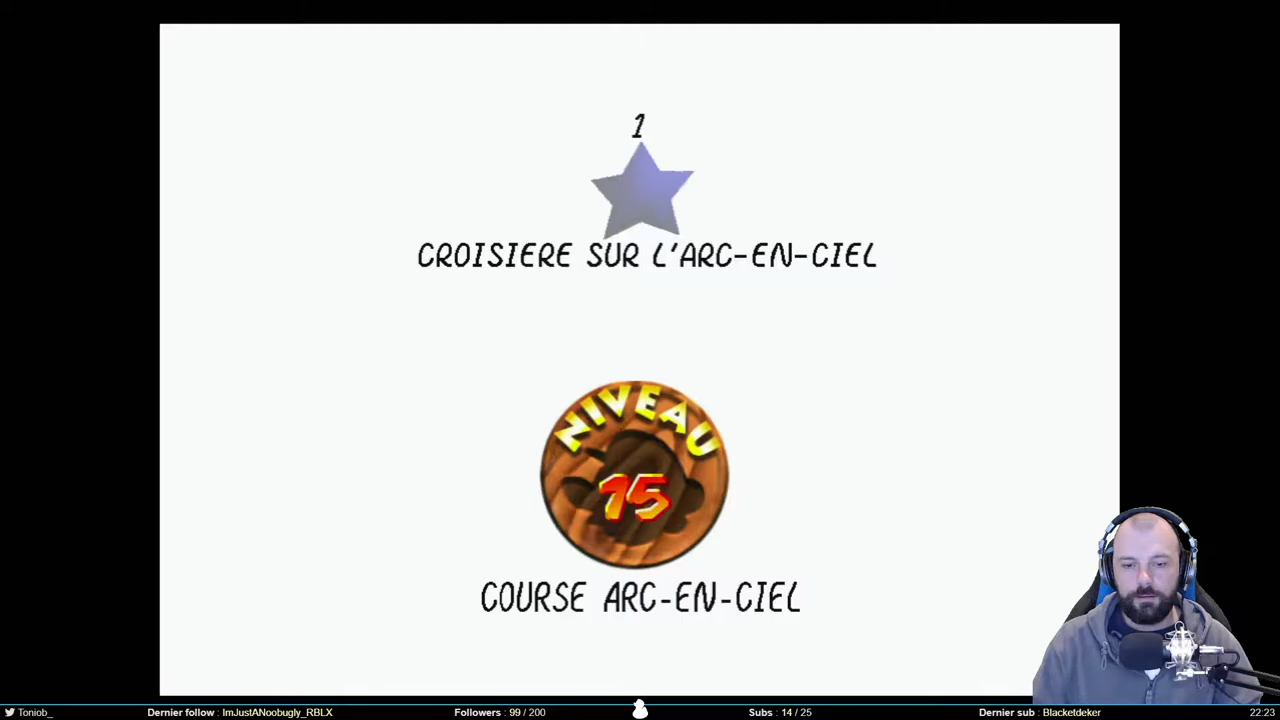 1
CROISIERE SUR L'ARC-EN-CIEL
NIVEAU
15
COURSE ARC-EN-CIEL
Toniob_ Dernier follow : ImJustANoobugly_RBLX Followers : 99 / 200 Subs : 14 / 25 Dernier sub : Blacketdeker 22:23